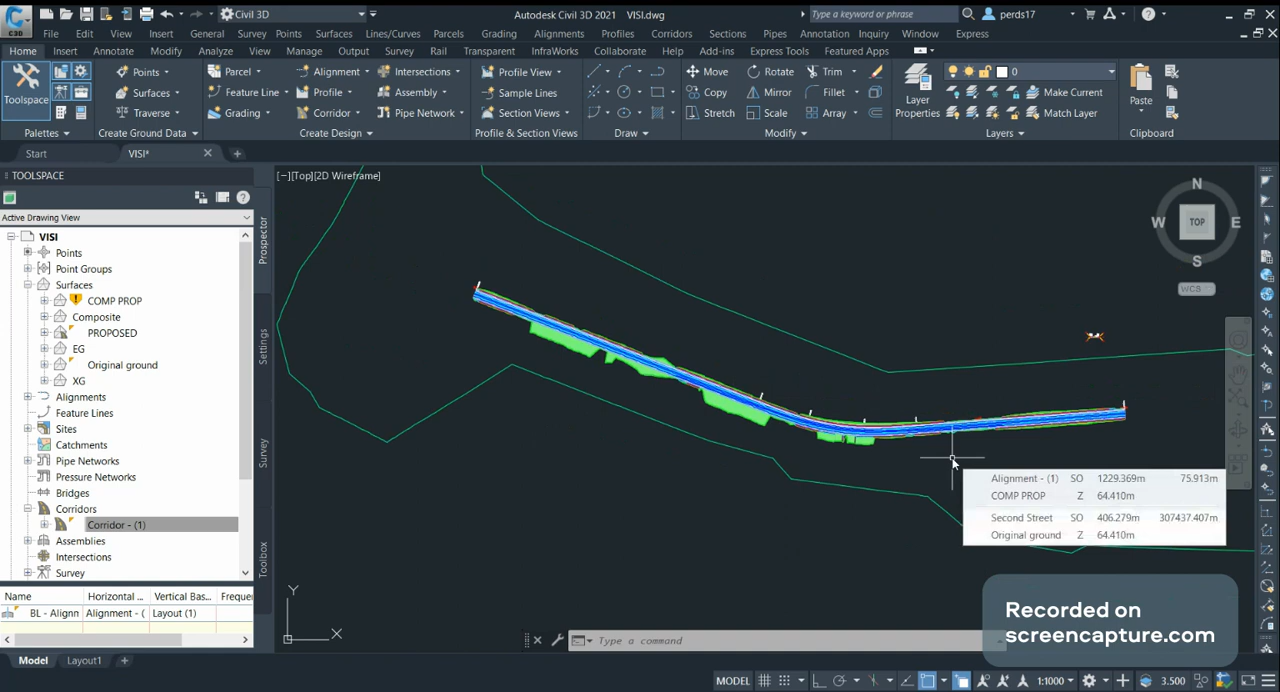 Civil 3D
Autodesk Civil 3D 2021 VISI.dwg
Type a keyword or phrase
perds17
C3D
File Edit View Insert General Survey Points Surfaces Lines/Curves Parcels Grading Alignments Profiles Corridors Sections Pipes Annotation Inquiry Window Express
Home Insert Annotate Modify Analyze View Manage Output Survey Rail Transparent InfraWorks Collaborate Help Add-ins Express Tools Featured Apps
Points Parcel Alignment Intersections Profile View Move Rotate Trim 0
Toolspace Surfaces Feature Line Profile Assembly Sample Lines Copy Mirror Fillet Layer Properties Make Current Paste
Traverse Grading Corridor Pipe Network Section Views Stretch Scale Array Match Layer
Palettes Create Ground Data Create Design Profile & Section Views Draw Modify Layers Clipboard
Start VISI*
TOOLSPACE
Active Drawing View
VISI
Points
Point Groups
Surfaces
COMP PROP
Composite
PROPOSED
EG
Original ground
XG
Alignments
Feature Lines
Sites
Catchments
Pipe Networks
Pressure Networks
Bridges
Corridors
Corridor - (1)
Assemblies
Intersections
Survey
Name Horizontal ... Vertical Bas... Frequen
BL - Alignn Alignment - ( Layout (1)
Prospector
Settings
Survey
Toolbox
[−][Top][2D Wireframe]
N
W TOP E
S
WCS
Alignment - (1) SO 1229.369m 75.913m
COMP PROP Z 64.410m
Second Street SO 406.279m 307437.407m
Original ground Z 64.410m
Y
X
Recorded on
screencapture.com
Type a command
Model Layout1
MODEL 1:1000 3.500